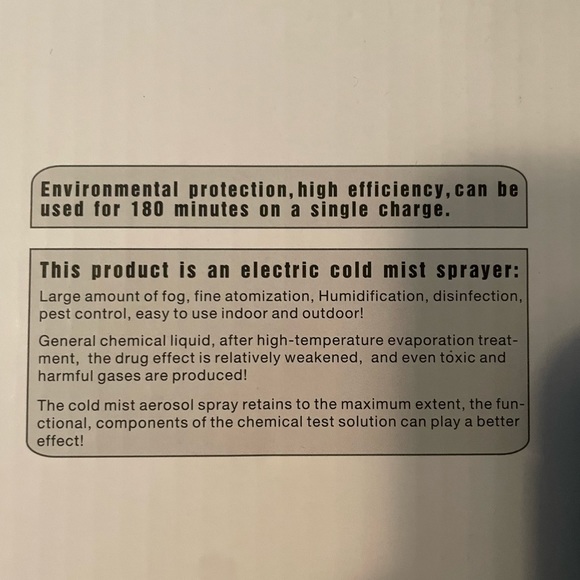 Environmental protection, high efficiency, can be
used for 180 minutes on a single charge.
This product is an electric cold mist sprayer:
Large amount of fog, fine atomization, Humidification, disinfection,
pest control, easy to use indoor and outdoor!
General chemical liquid, after high-temperature evaporation treat-
ment, the drug effect is relatively weakened, and even toxic and
harmful gases are produced!
The cold mist aerosol spray retains to the maximum extent, the fun-
ctional, components of the chemical test solution can play a better
effect!